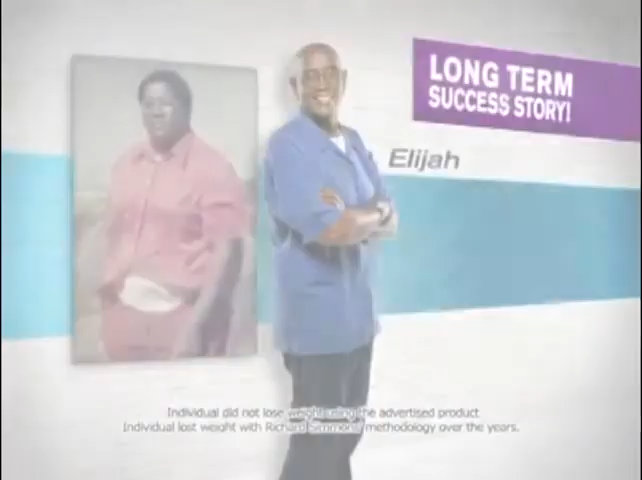 LONG TERM
SUCCESS STORY!
Elijah
Individual did not lose weight using the advertised product
Individual lost weight with Richard Simmons' methodology over the years.